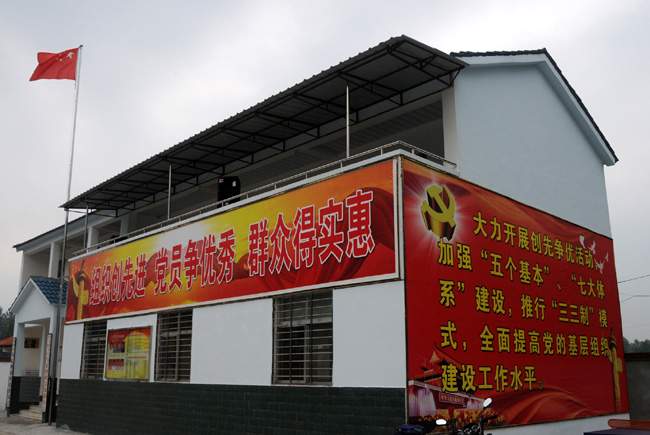 组织创先进 党员争优秀 群众得实惠
大力开展创先争优活动，
加强“五个基本”、“七大体
系”建设，推行“三三制”模
式，全面提高党的基层组织
建设工作水平。